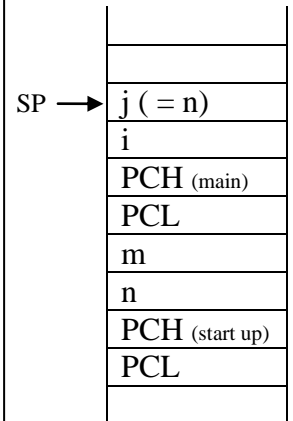 SP j ( = n)
i
PCH (main)
PCL
m
n
PCH (start up)
PCL